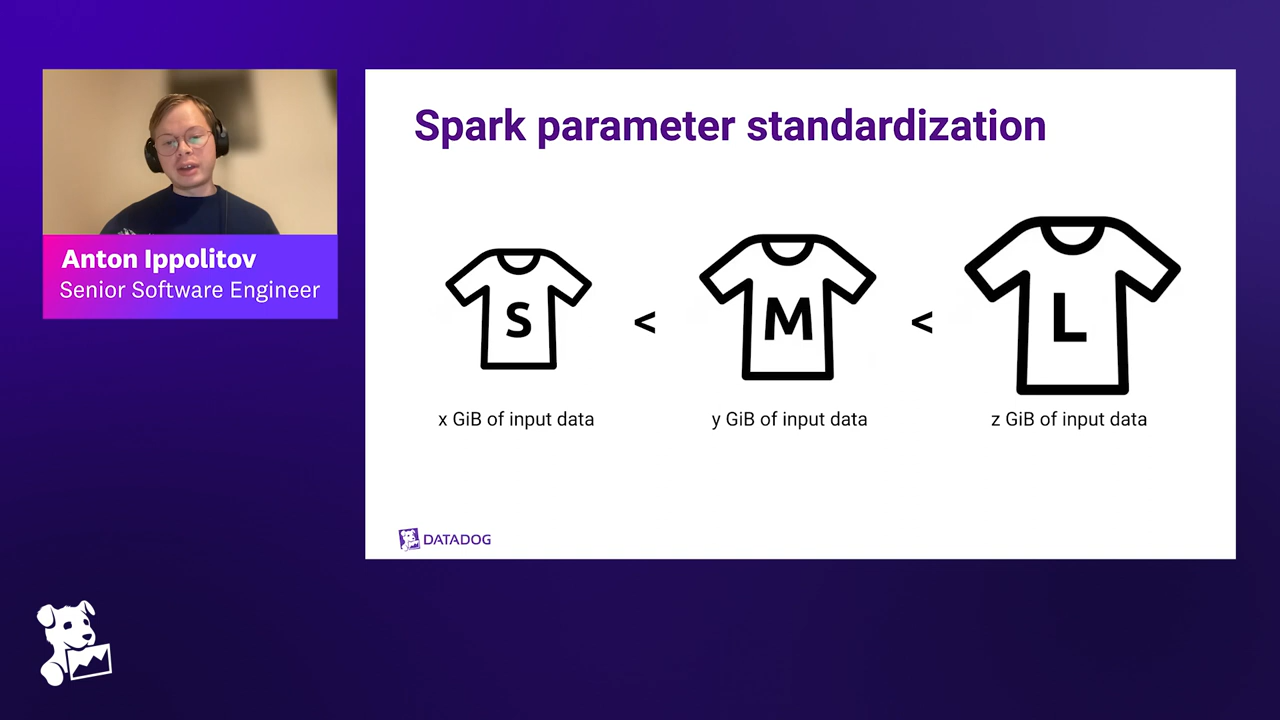 Anton Ippolitov
Senior Software Engineer
Spark parameter standardization
S < M < L
x GiB of input data
y GiB of input data
z GiB of input data
DATADOG